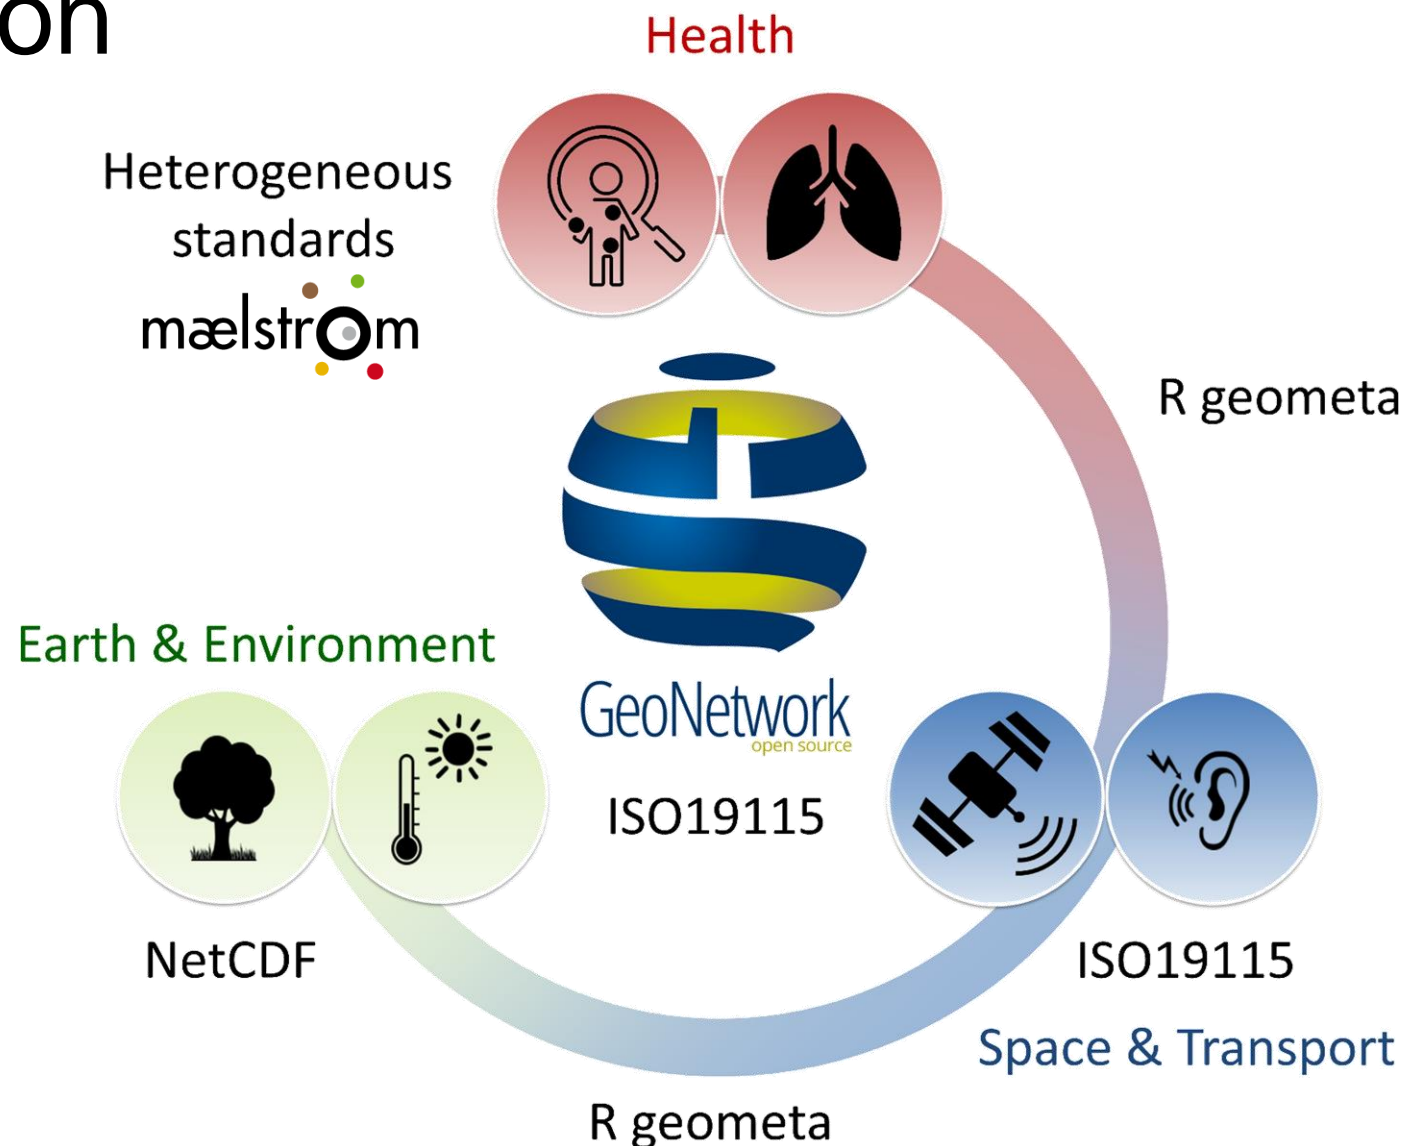 on
Health
Heterogeneous
standards
mælstrom
R geometa
Earth & Environment
GeoNetwork
open source
ISO19115
NetCDF
ISO19115
Space & Transport
R geometa